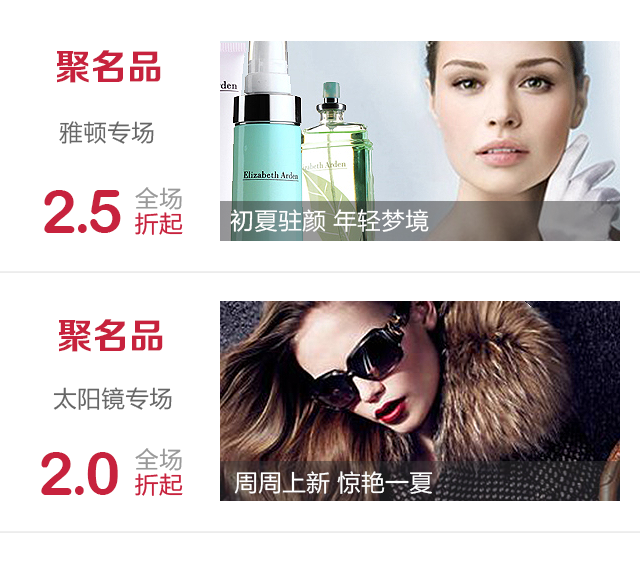 聚名品
雅顿专场
2.5 全场
折起
den
Elizabeth Arden
zabeth Arden
初夏驻颜 年轻梦境
聚名品
太阳镜专场
2.0 全场
折起
周周上新 惊艳一夏